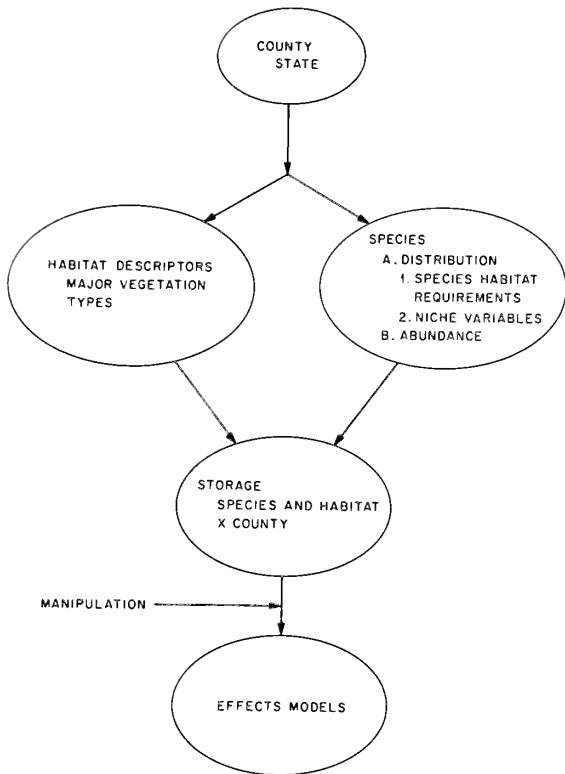 COUNTY
STATE
HABITAT DESCRIPTORS
MAJOR VEGETATION
TYPES
SPECIES
A. DISTRIBUTION
1. SPECIES HABITAT
REQUIREMENTS
2. NICHE VARIABLES
B. ABUNDANCE
STORAGE
SPECIES AND HABITAT
X COUNTY
MANIPULATION
EFFECTS MODELS